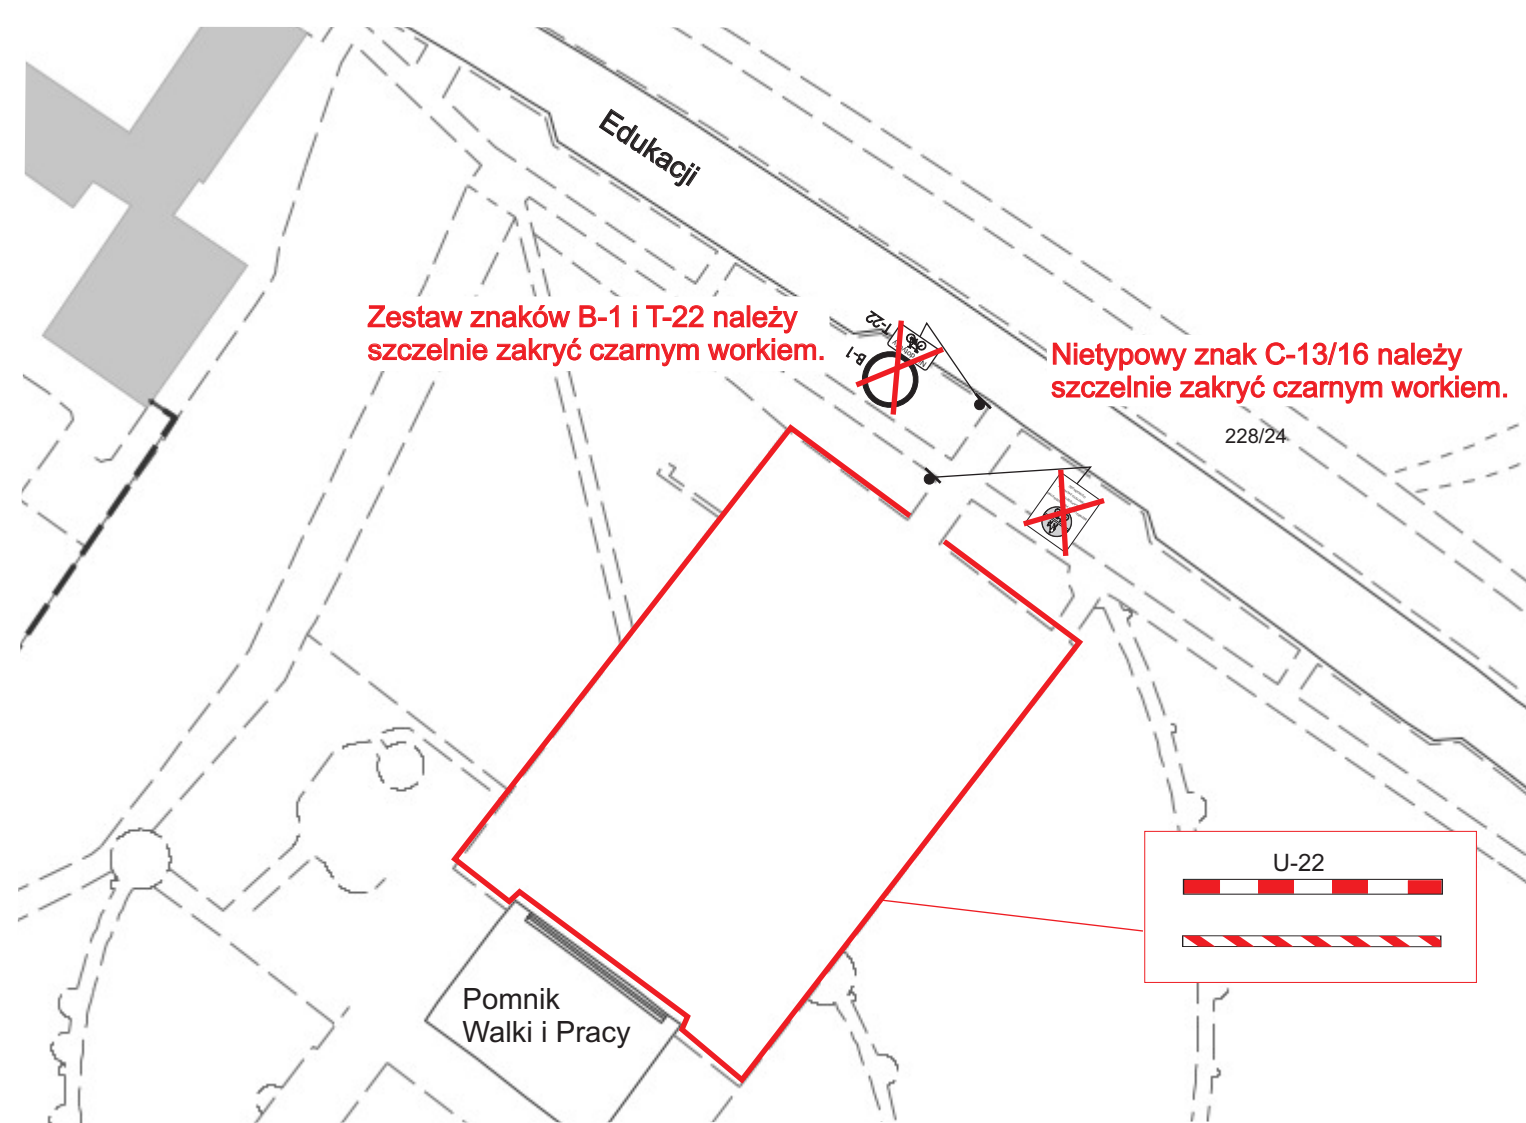 Edukacji
Zestaw znaków B-1 i T-22 należy
szczelnie zakryć czarnym workiem.
T-22
B-1
Nietypowy znak C-13/16 należy
szczelnie zakryć czarnym workiem.
228/24
U-22
Pomnik
Walki i Pracy